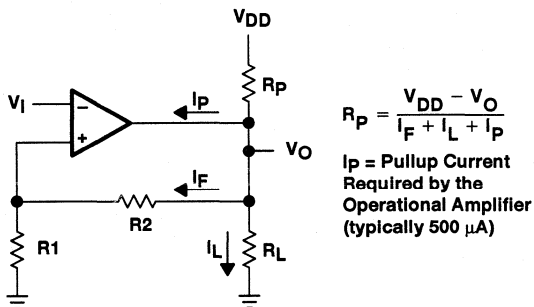 VDD
RP
IP
VI
−
+
VO
IF
R2
R1
IL
RL
RP = VDD − VO / IF + IL + IP
IP = Pullup Current
Required by the
Operational Amplifier
(typically 500 μA)